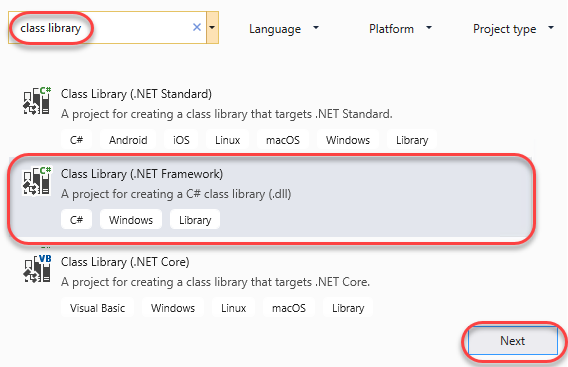 class library × Language Platform Project type
C#
Class Library (.NET Standard)
A project for creating a class library that targets .NET Standard.
C# Android iOS Linux macOS Windows Library
C#
Class Library (.NET Framework)
A project for creating a C# class library (.dll)
C# Windows Library
VB
Class Library (.NET Core)
A project for creating a class library that targets .NET Core.
Visual Basic Windows Linux macOS Library
Next